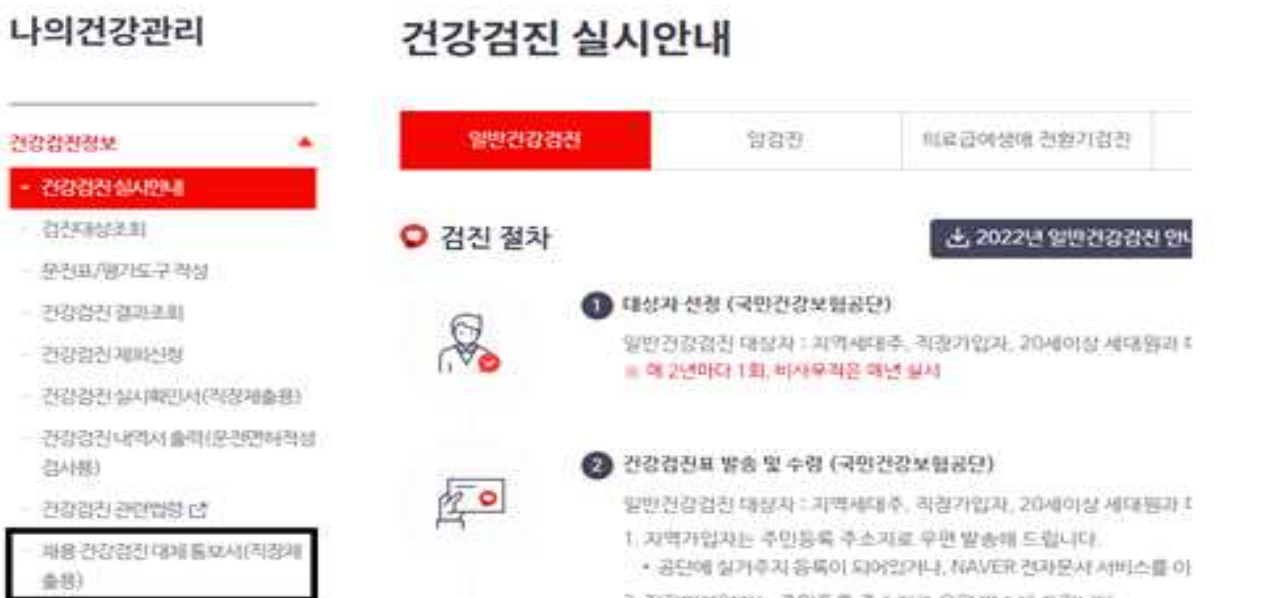 나의건강관리
건강검진정보
건강검진 실시안내
검진대상조회
문진표/평가도구 작성
건강검진 결과조회
건강검진 제외신청
건강검진 실시확인서(직장제출용)
건강검진 내역서 출력(운전면허적성
검사용)
건강검진 관련법령
채용 건강검진 대체 통보서(직장제
출용)
건강검진 실시안내
일반건강검진
암검진
의료급여생애 전환기검진
검진 절차
2022년 일반건강검진 안내
1 대상자 선정 (국민건강보험공단)
일반건강검진 대상자 : 지역세대주, 직장가입자, 20세이상 세대원과
※ 매 2년마다 1회, 비사무직은 매년 실시
2 건강검진표 발송 및 수령 (국민건강보험공단)
일반건강검진 대상자 : 지역세대주, 직장가입자, 20세이상 세대원과
1. 지역가입자는 주민등록 주소지로 우편 발송해 드립니다.
• 공단에 실거주지 등록이 되어있거나, NAVER 전자문서 서비스를 이